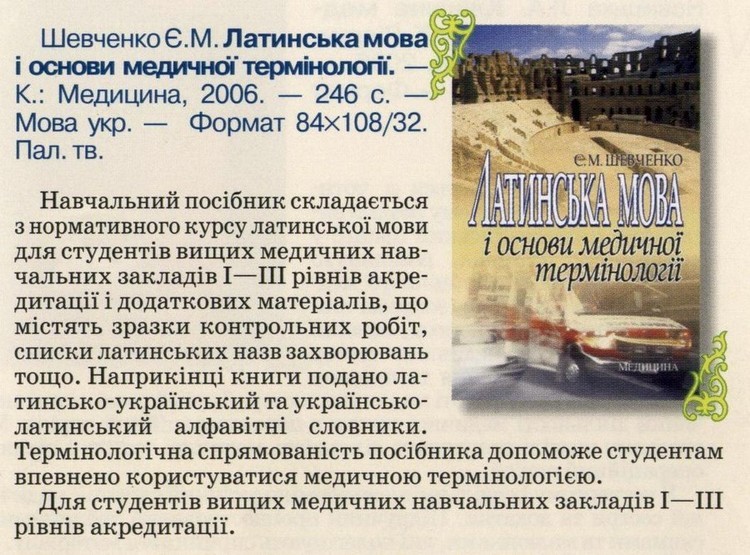 Шевченко Є.М. Латинська мова
і основи медичної термінології. —
К.: Медицина, 2006. — 246 с. —
Мова укр. — Формат 84×108/32.
Пал. тв.
Навчальний посібник складається
з нормативного курсу латинської мови
для студентів вищих медичних нав-
чальних закладів І—ІІІ рівнів акре-
дитації і додаткових матеріалів, що
містять зразки контрольних робіт,
списки латинських назв захворювань
тощо. Наприкінці книги подано ла-
тинсько-український та українсько-
латинський алфавітні словники.
Термінологічна спрямованість посібника допоможе студентам
впевнено користуватися медичною термінологією.
Для студентів вищих медичних навчальних закладів І—ІІІ
рівнів акредитації.
Є.М. ШЕВЧЕНКО
ЛАТИНСЬКА МОВА
і основи медичної
термінології
МЕДИЦИНА